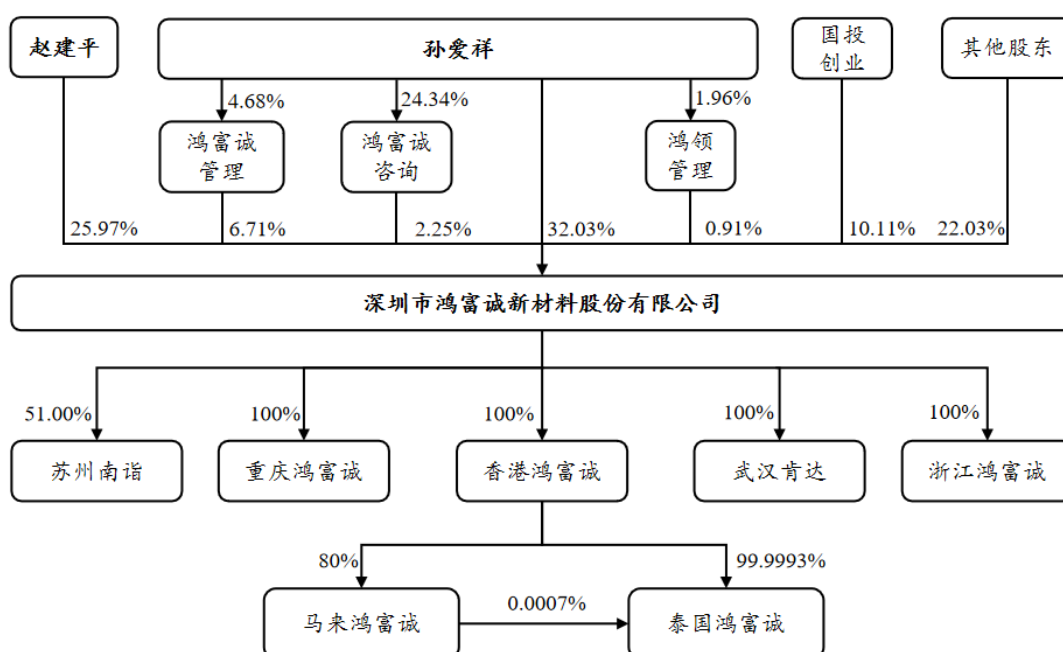 赵建平
孙爱祥
国投
创业
其他股东
4.68%
24.34%
1.96%
鸿富诚
管理
鸿富诚
咨询
鸿领
管理
25.97%
6.71%
2.25%
32.03%
0.91%
10.11%
22.03%
深圳市鸿富诚新材料股份有限公司
51.00%
100%
100%
100%
100%
苏州南诣
重庆鸿富诚
香港鸿富诚
武汉肯达
浙江鸿富诚
80%
99.9993%
马来鸿富诚
0.0007%
泰国鸿富诚